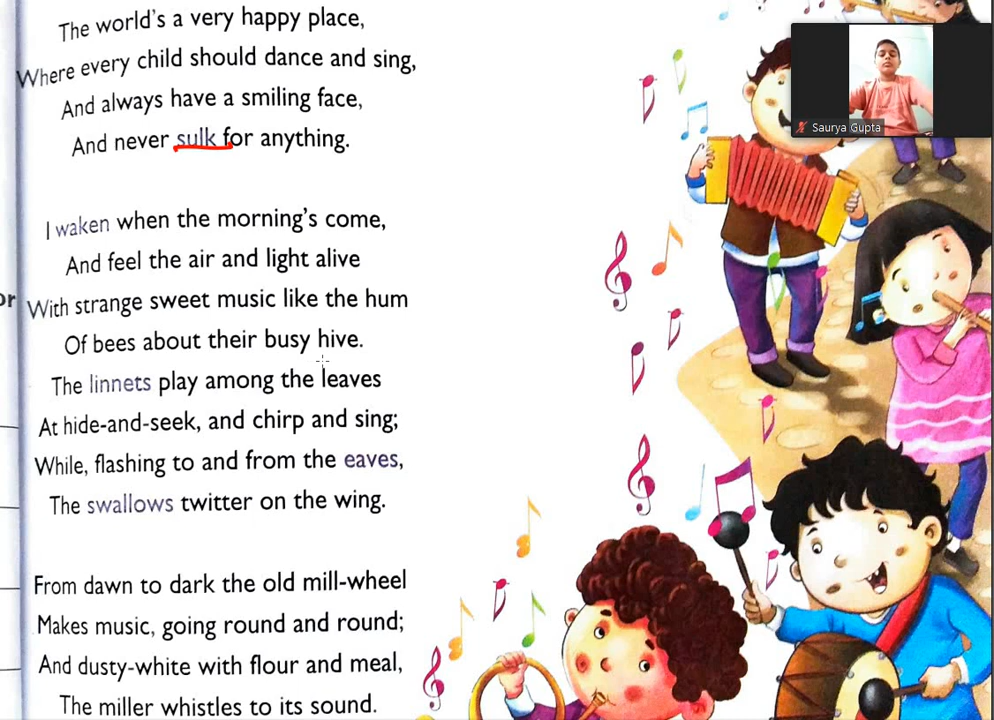 The world's a very happy place,
Where every child should dance and sing,
And always have a smiling face,
And never sulk for anything.
I waken when the morning's come,
And feel the air and light alive
or
With strange sweet music like the hum
Of bees about their busy hive.
The linnets play among the leaves
At hide-and-seek, and chirp and sing;
While, flashing to and from the eaves,
The swallows twitter on the wing.
From dawn to dark the old mill-wheel
Makes music, going round and round;
And dusty-white with flour and meal,
The miller whistles to its sound.
Saurya Gupta